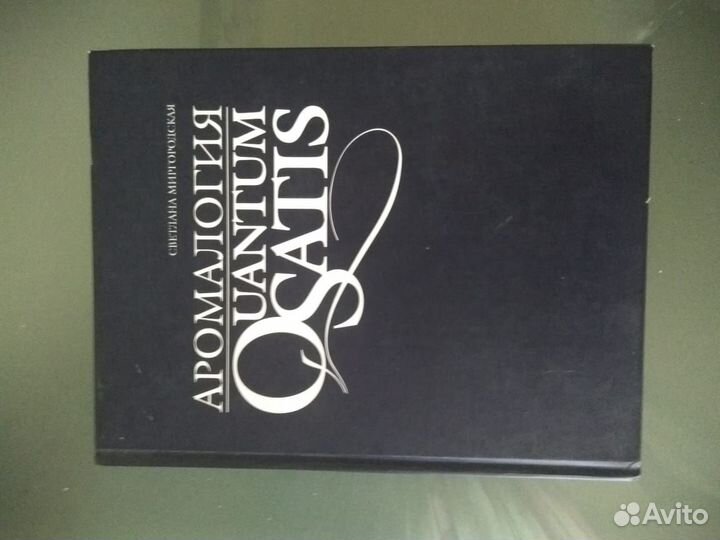 СВЕТЛАНА МИРГОРОДСКАЯ
АРОМАЛОГИЯ
QUANTUM
SATIS
Avito